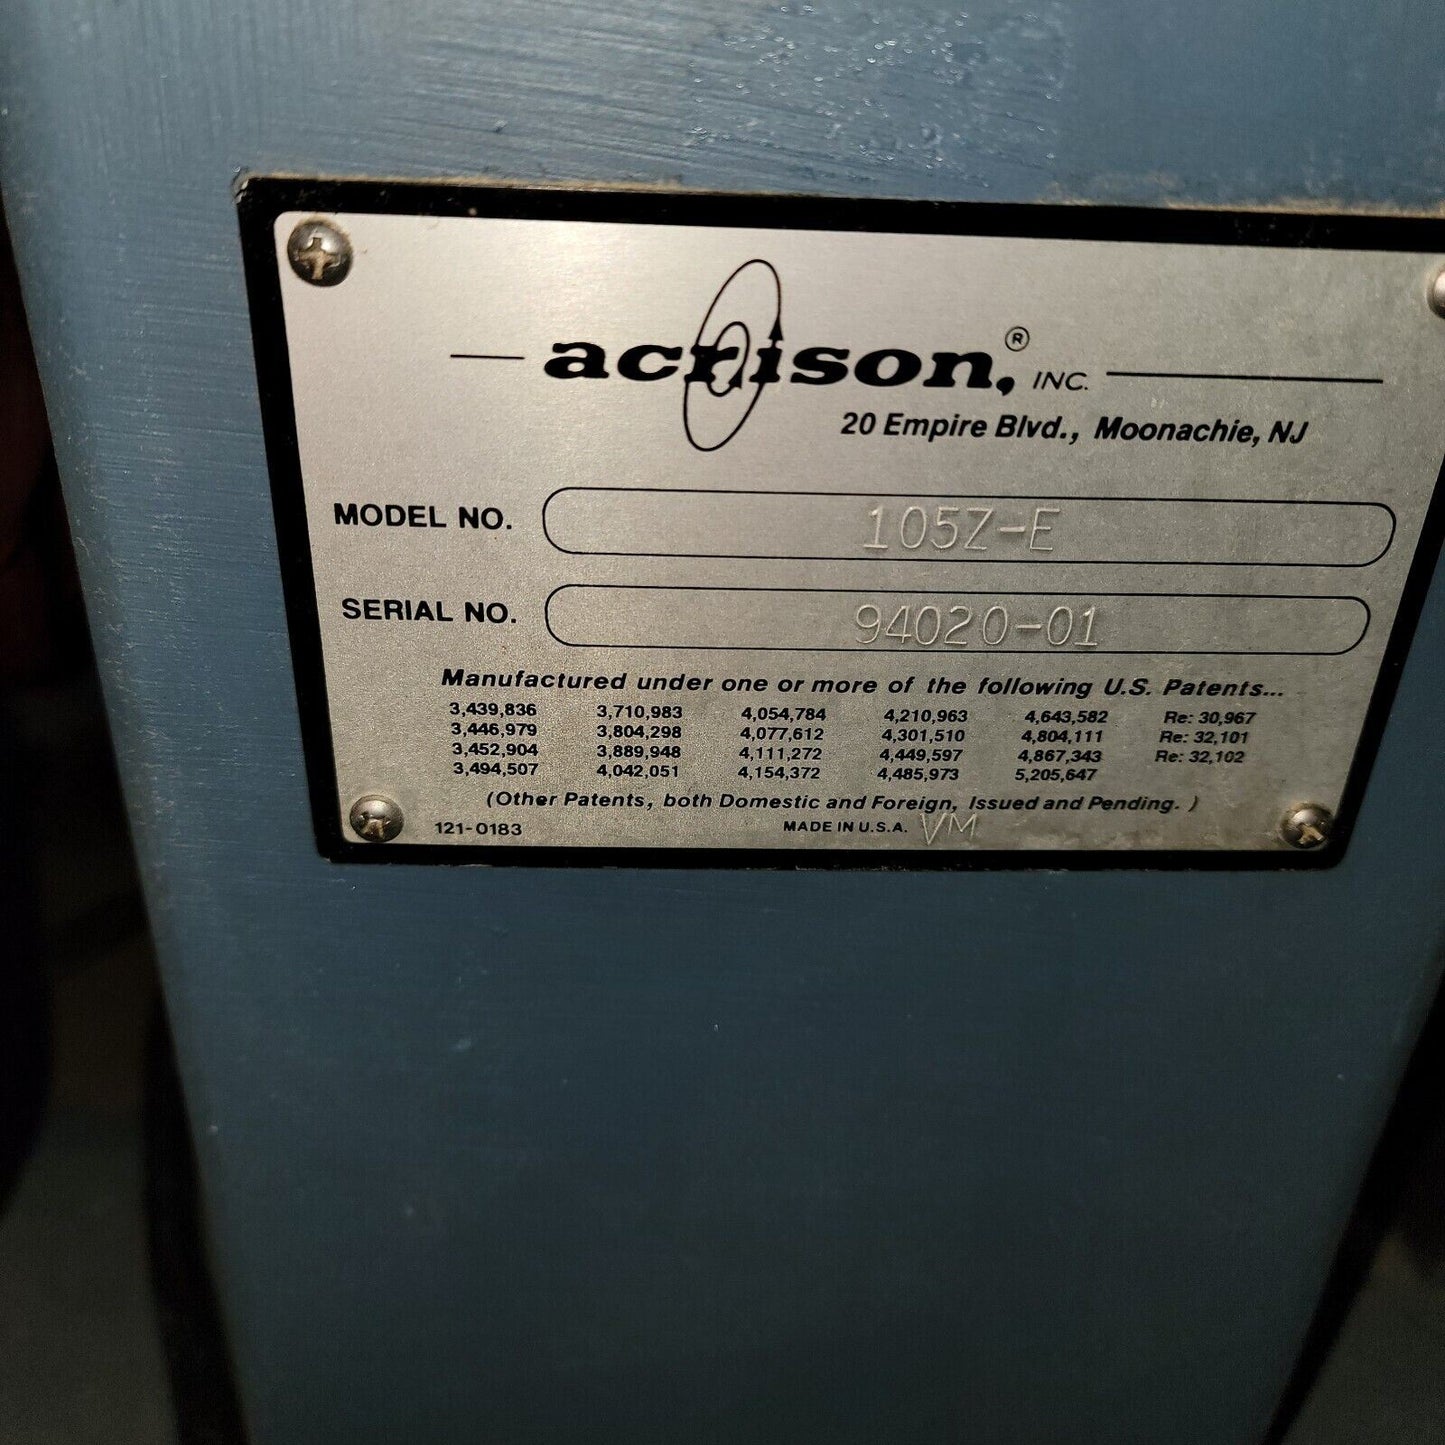 acrison,® INC.
20 Empire Blvd., Moonachie, NJ
MODEL NO. 105Z-E
SERIAL NO. 94020-01
Manufactured under one or more of the following U.S. Patents...
3,439,836 3,710,983 4,054,784 4,210,963 4,643,582 Re: 30,967
3,446,979 3,804,298 4,077,612 4,301,510 4,804,111 Re: 32,101
3,452,904 3,889,948 4,111,272 4,449,597 4,867,343 Re: 32,102
3,494,507 4,042,051 4,154,372 4,485,973 5,205,647
(Other Patents, both Domestic and Foreign, Issued and Pending.)
121-0183 MADE IN U.S.A. VM